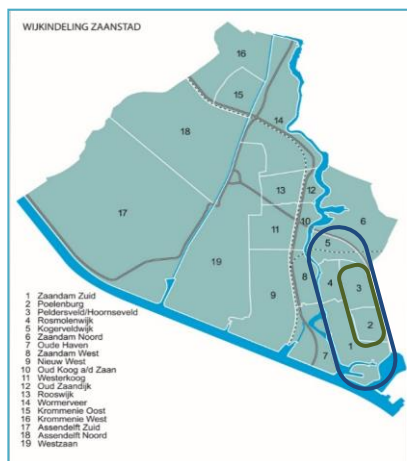 WIJKINDELING ZAANSTAD
16
15
14
18
13
12
10
6
17
11
5
19
8
4
3
9
2
1
7
1 Zaandam Zuid
2 Poelenburg
3 Peldersveld/Hoornseveld
4 Rosmolenwijk
5 Kogerveldwijk
6 Zaandam Noord
7 Oude Haven
8 Zaandam West
9 Nieuw West
10 Oud Koog a/d Zaan
11 Westerkoog
12 Oud Zaandijk
13 Rooswijk
14 Wormerveer
15 Krommenie Oost
16 Krommenie West
17 Assendelft Zuid
18 Assendelft Noord
19 Westzaan